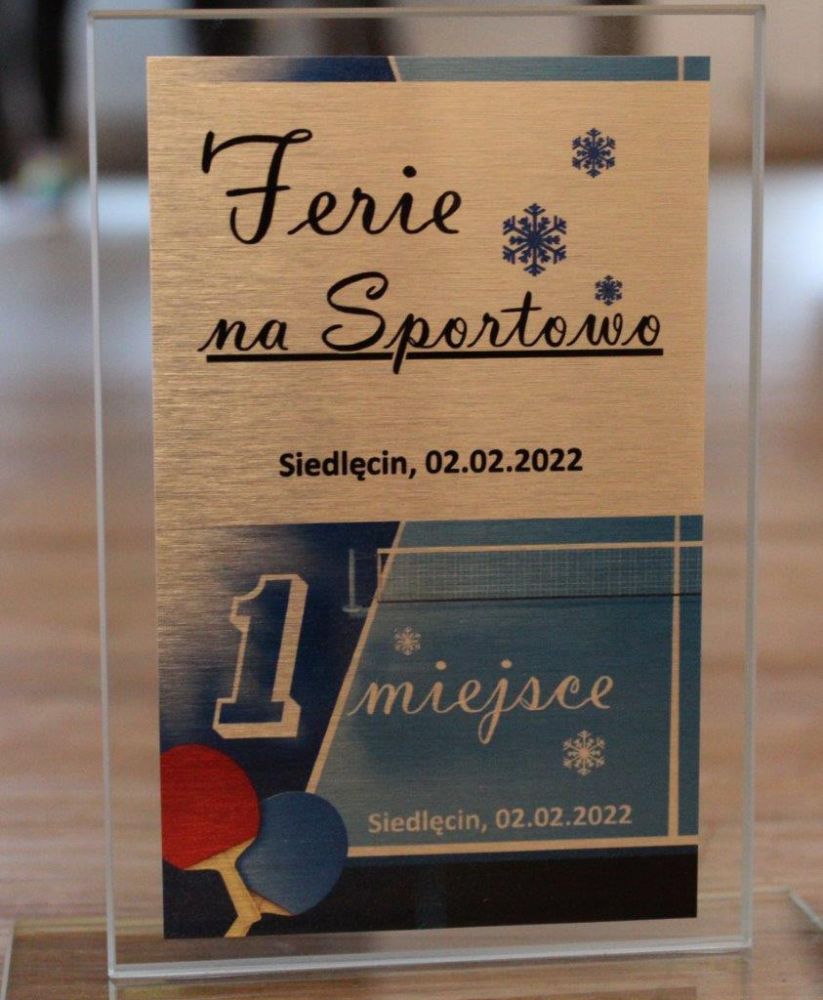 Ferie
na Sportowo
Siedlęcin, 02.02.2022
1 miejsce
Siedlęcin, 02.02.2022